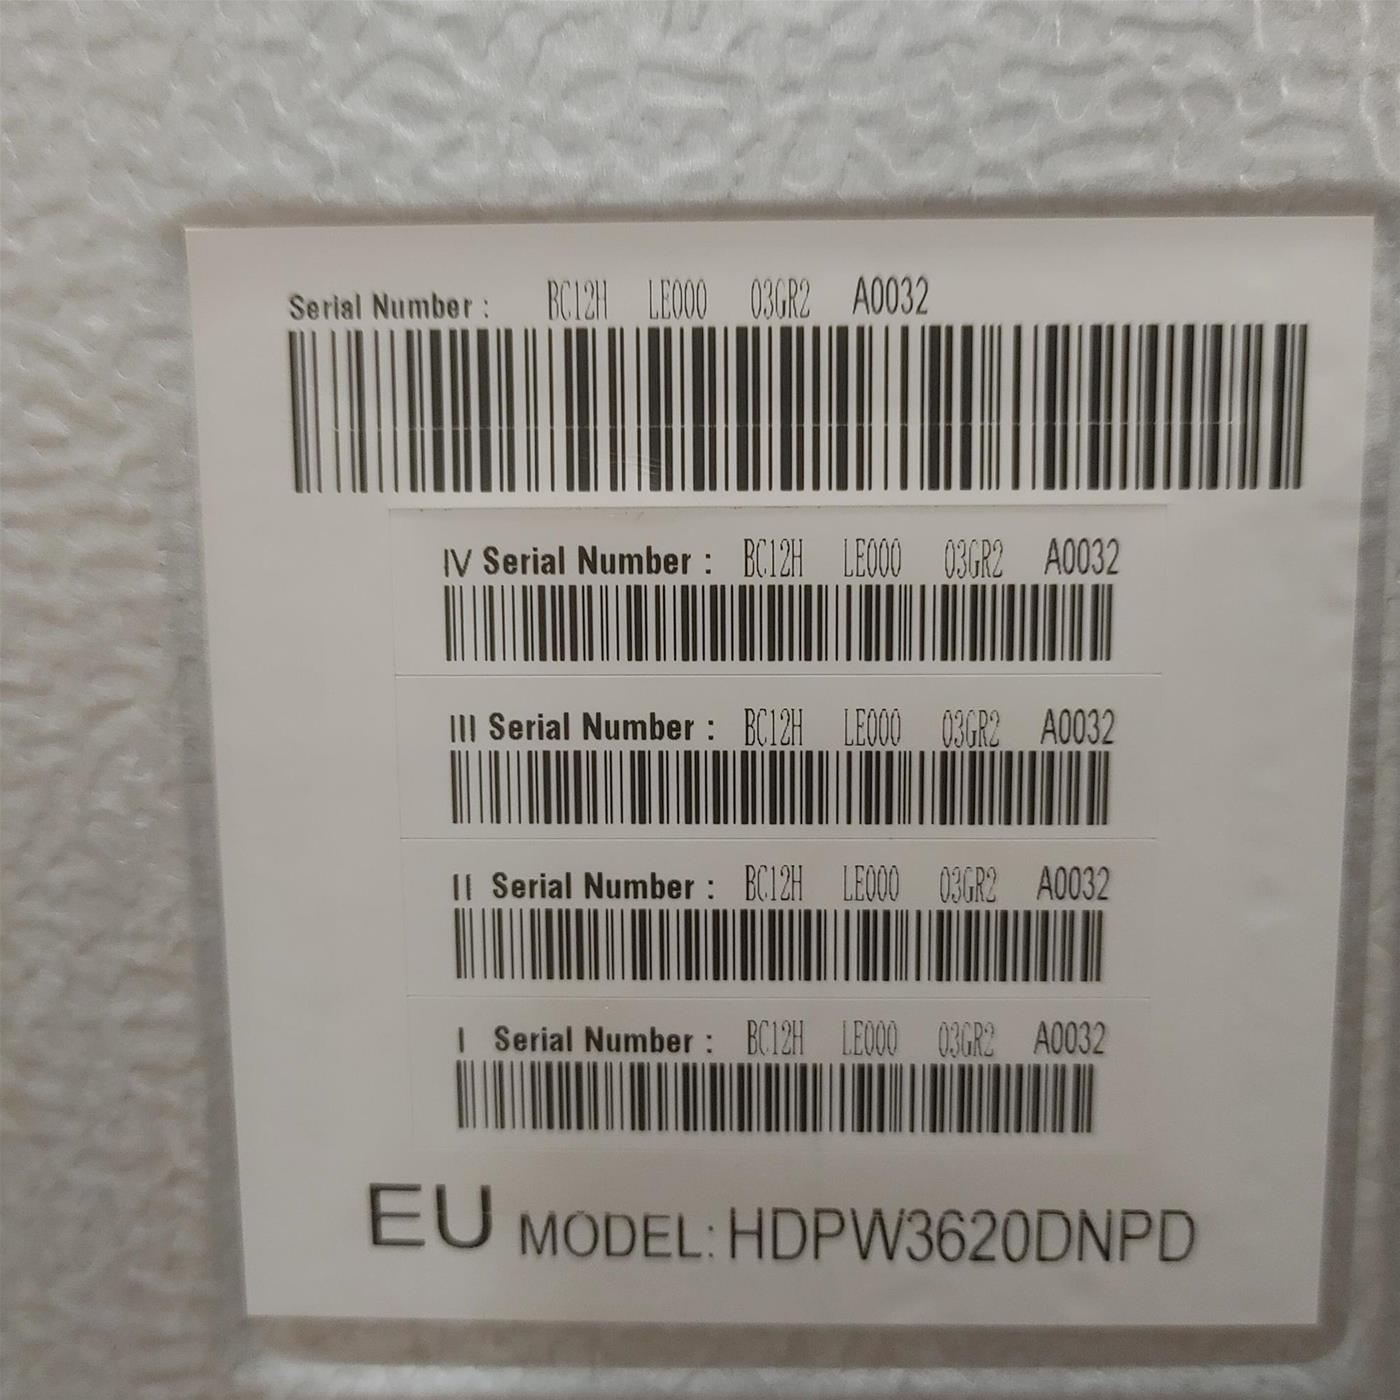 Serial Number : BC12H LE000 03GR2 A0032
IV Serial Number : BC12H LE000 03GR2 A0032
III Serial Number : BC12H LE000 03GR2 A0032
II Serial Number : BC12H LE000 03GR2 A0032
I Serial Number : BC12H LE000 03GR2 A0032
EU MODEL: HDPW3620DNPD